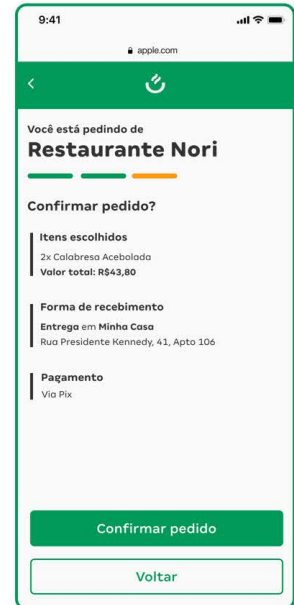 9:41
apple.com
Você está pedindo de
Restaurante Nori
Confirmar pedido?
Itens escolhidos
2x Calabresa Acebolada
Valor total: R$43,80
Forma de recebimento
Entrega em Minha Casa
Rua Presidente Kennedy, 41, Apto 106
Pagamento
Via Pix
Confirmar pedido
Voltar